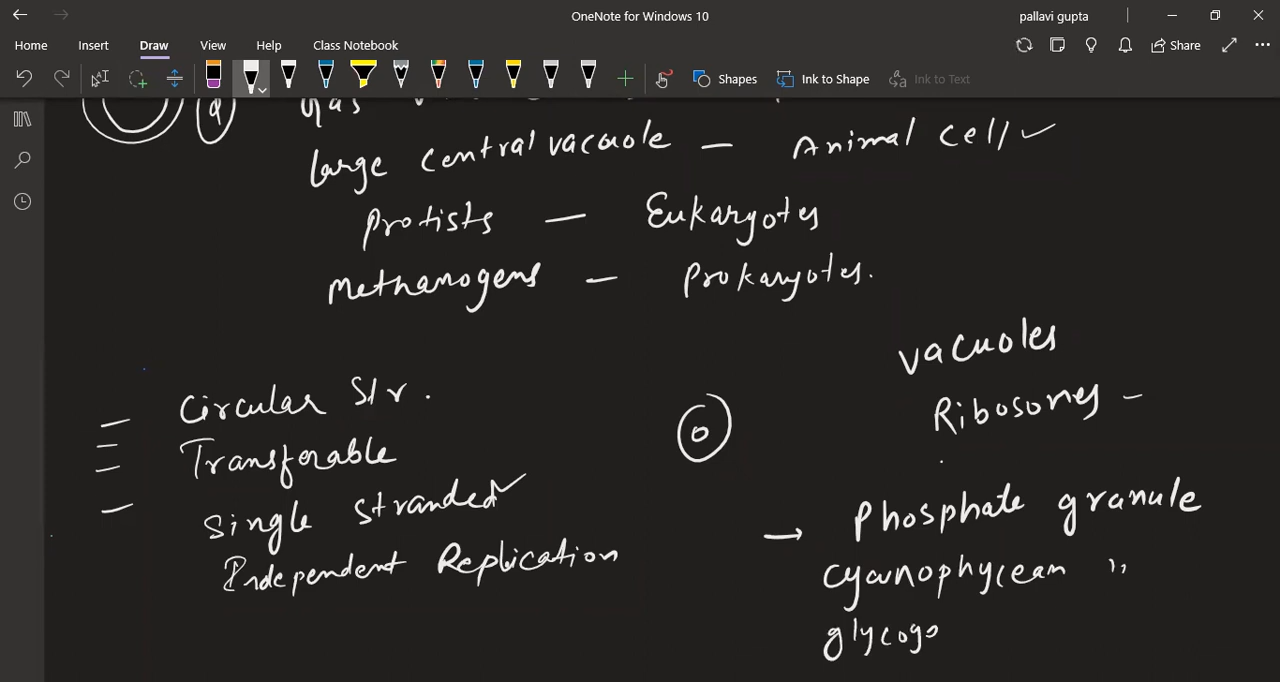 OneNote for Windows 10
pallavi gupta
Home Insert Draw View Help Class Notebook
Share
Shapes Ink to Shape Ink to Text
large central vacuole — Animal cell ✓
Protists — Eukaryotes
Methanogens — Prokaryotes.
Circular Str.
Transferable
Single Stranded ✓
Independent Replication
vacuoles
Ribosomes -
→ Phosphate granule
cyanophycean "
glycogo